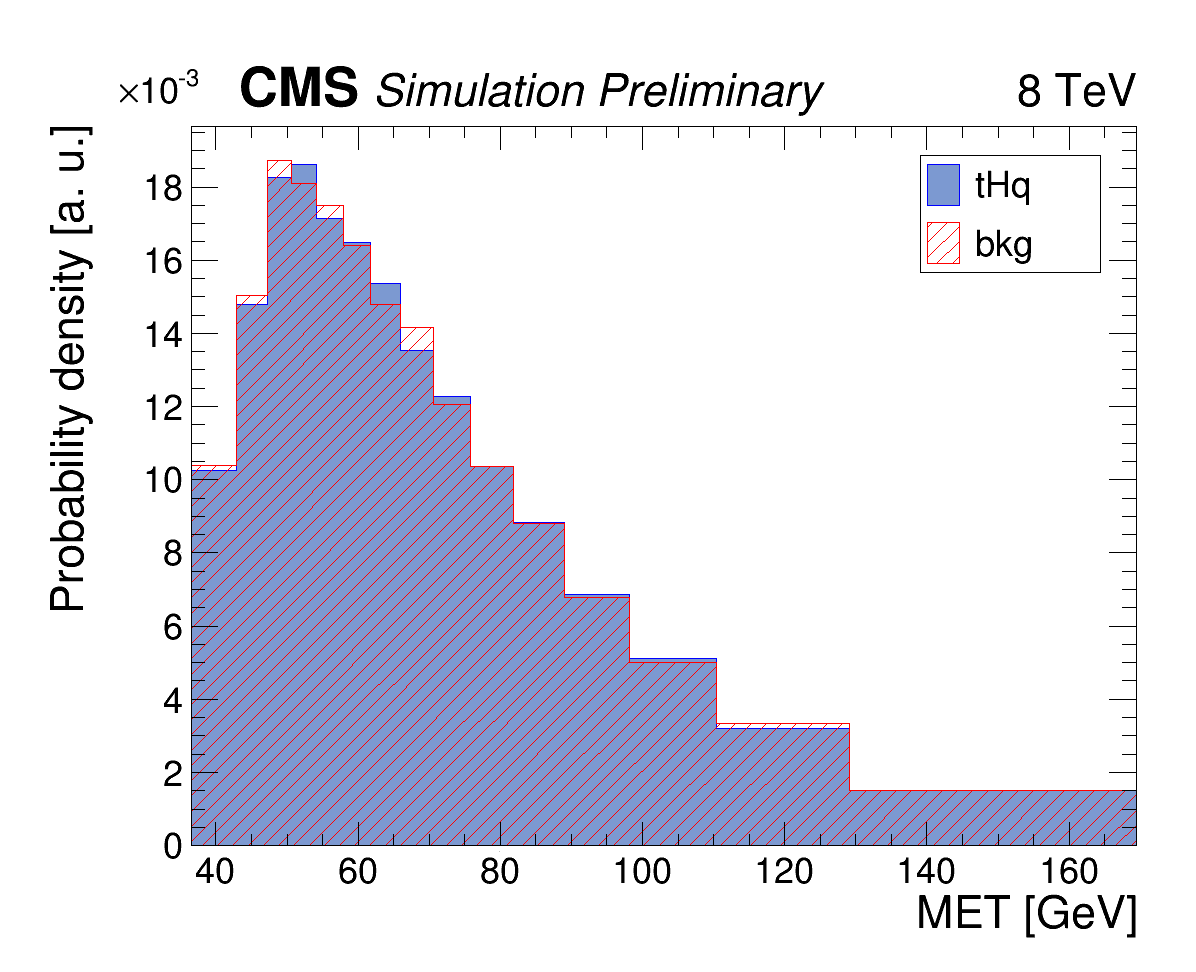 ×10-3 CMS Simulation Preliminary 8 TeV
Probability density [a. u.]
18
16
14
12
10
8
6
4
2
0
tHq
bkg
40 60 80 100 120 140 160
MET [GeV]